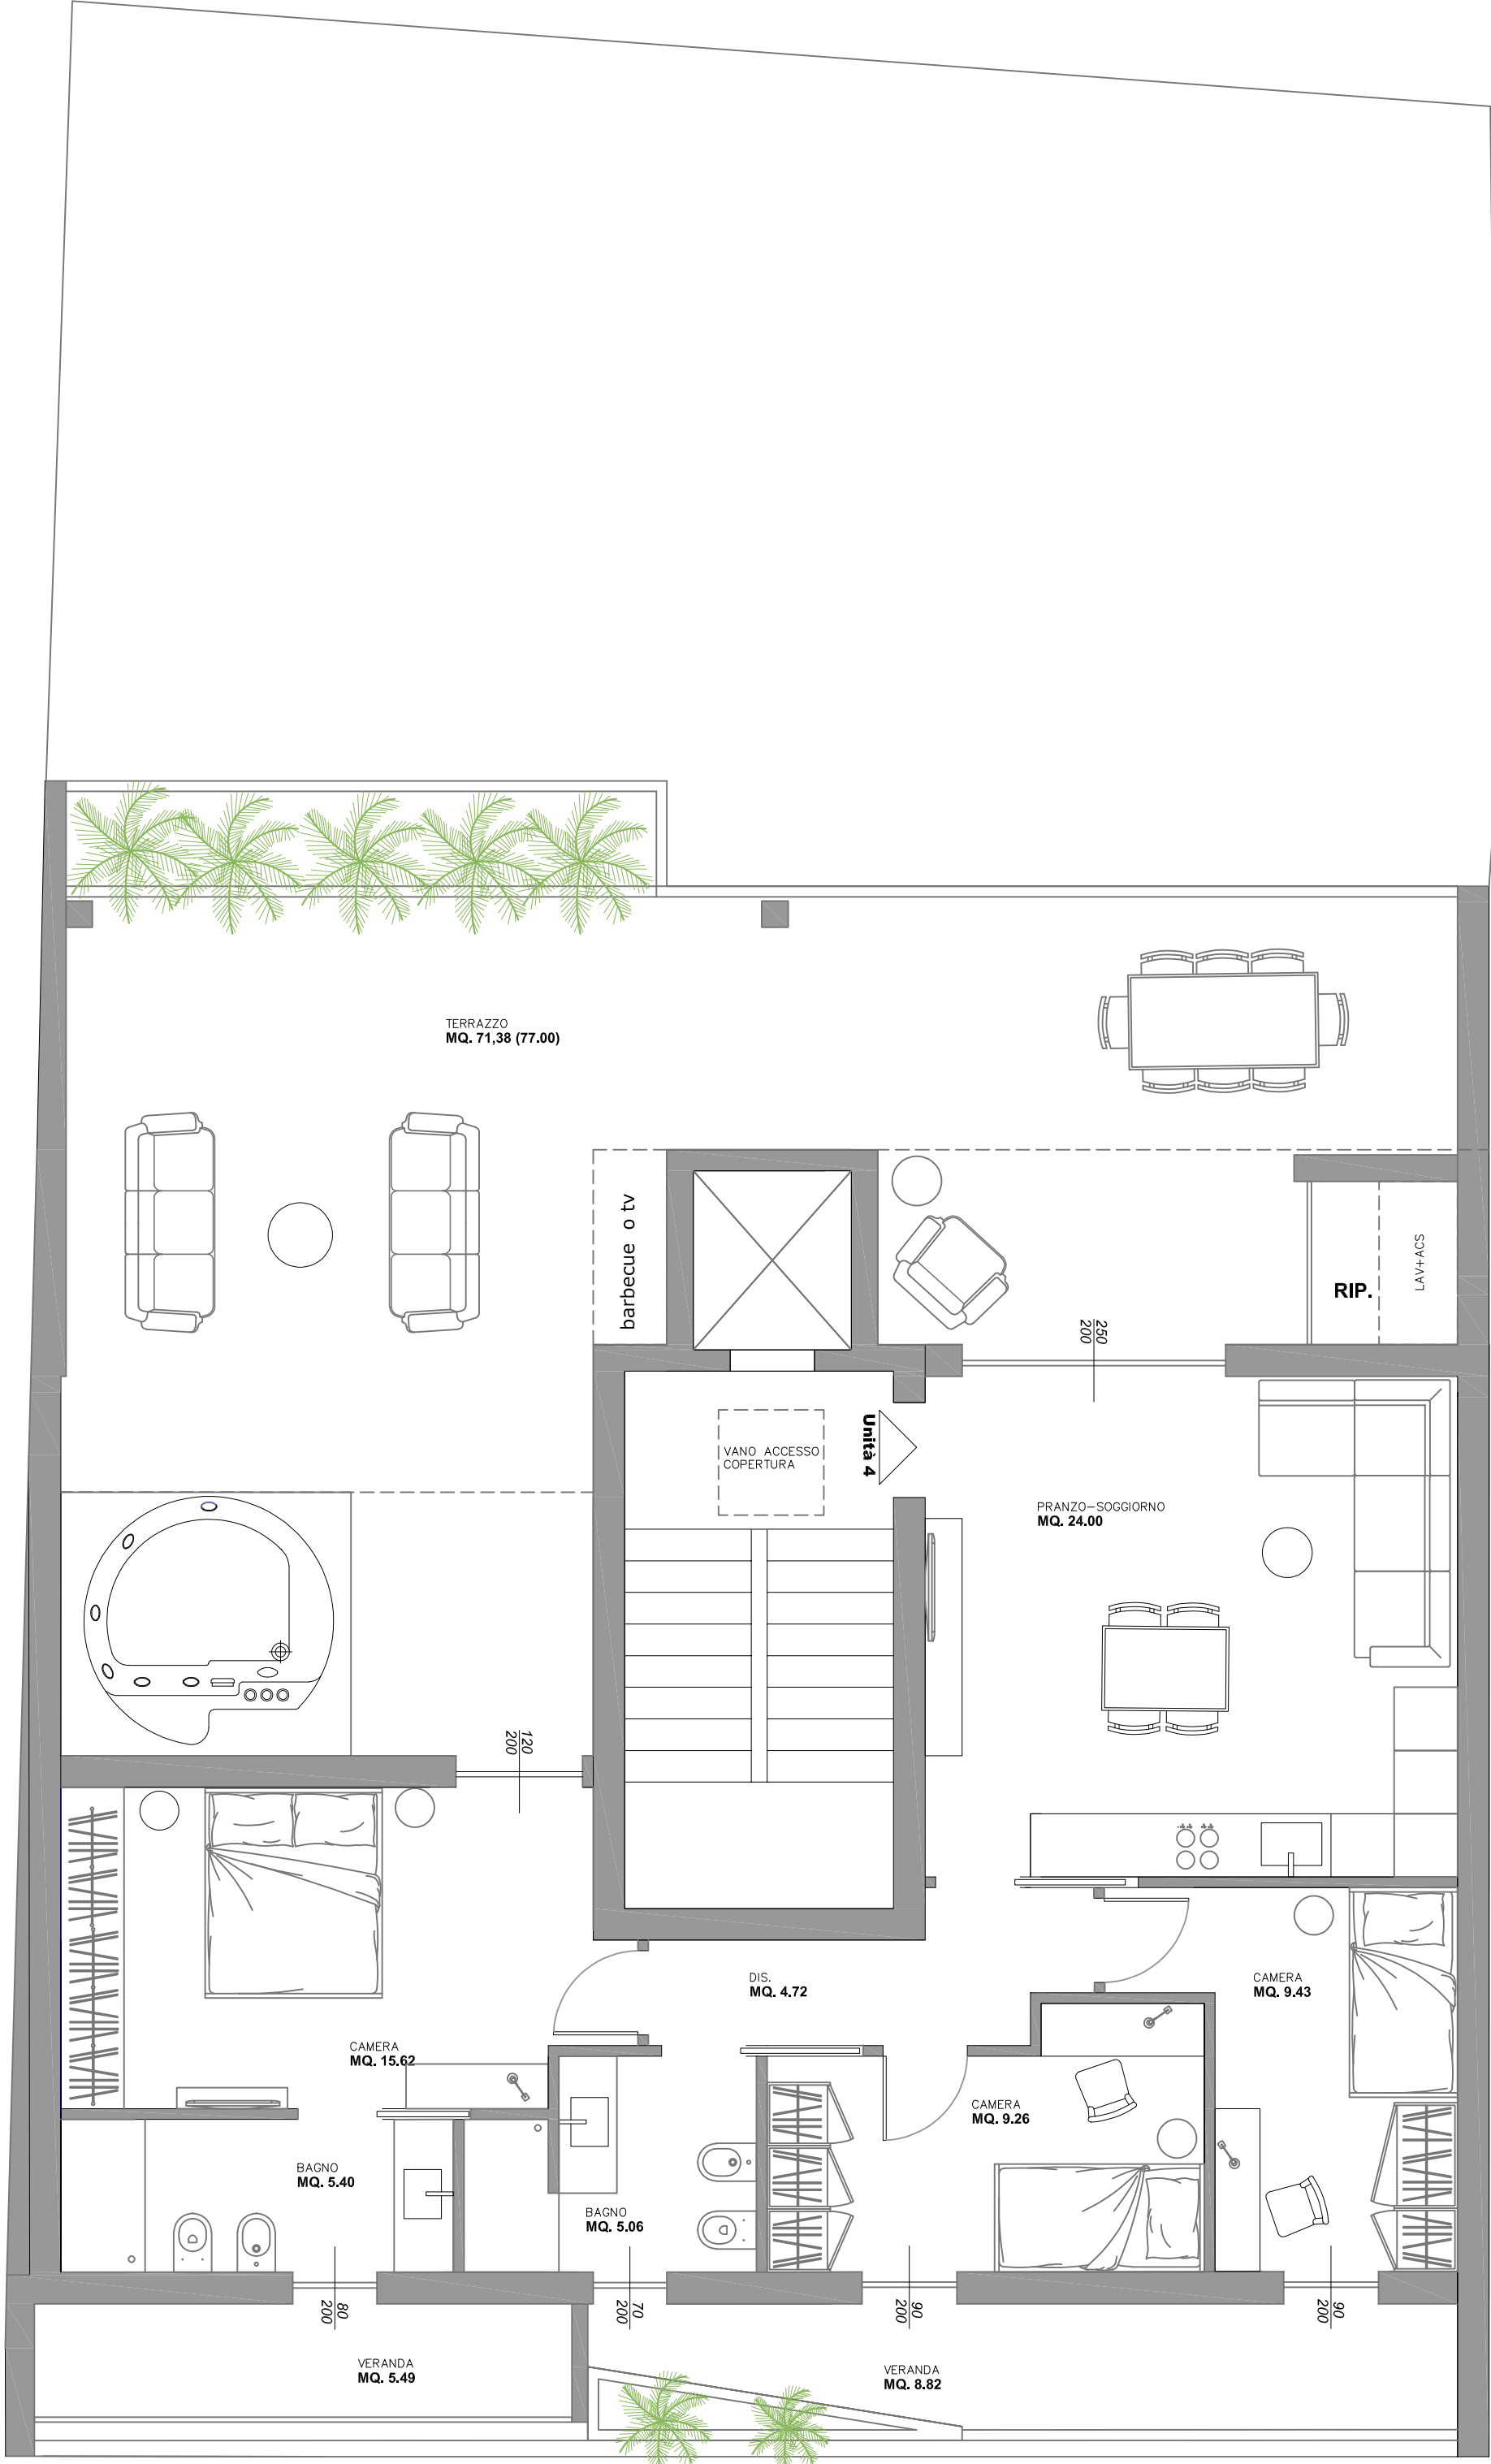 TERRAZZO
MQ. 71,38 (77.00)
barbecue o tv
RIP.
LAV+ACS
250
200
Unità 4
VANO ACCESSO
COPERTURA
PRANZO-SOGGIORNO
MQ. 24.00
120
200
DIS.
MQ. 4.72
CAMERA
MQ. 9.43
CAMERA
MQ. 15.62
CAMERA
MQ. 9.26
BAGNO
MQ. 5.40
BAGNO
MQ. 5.06
80
200
70
200
90
200
90
200
VERANDA
MQ. 5.49
VERANDA
MQ. 8.82